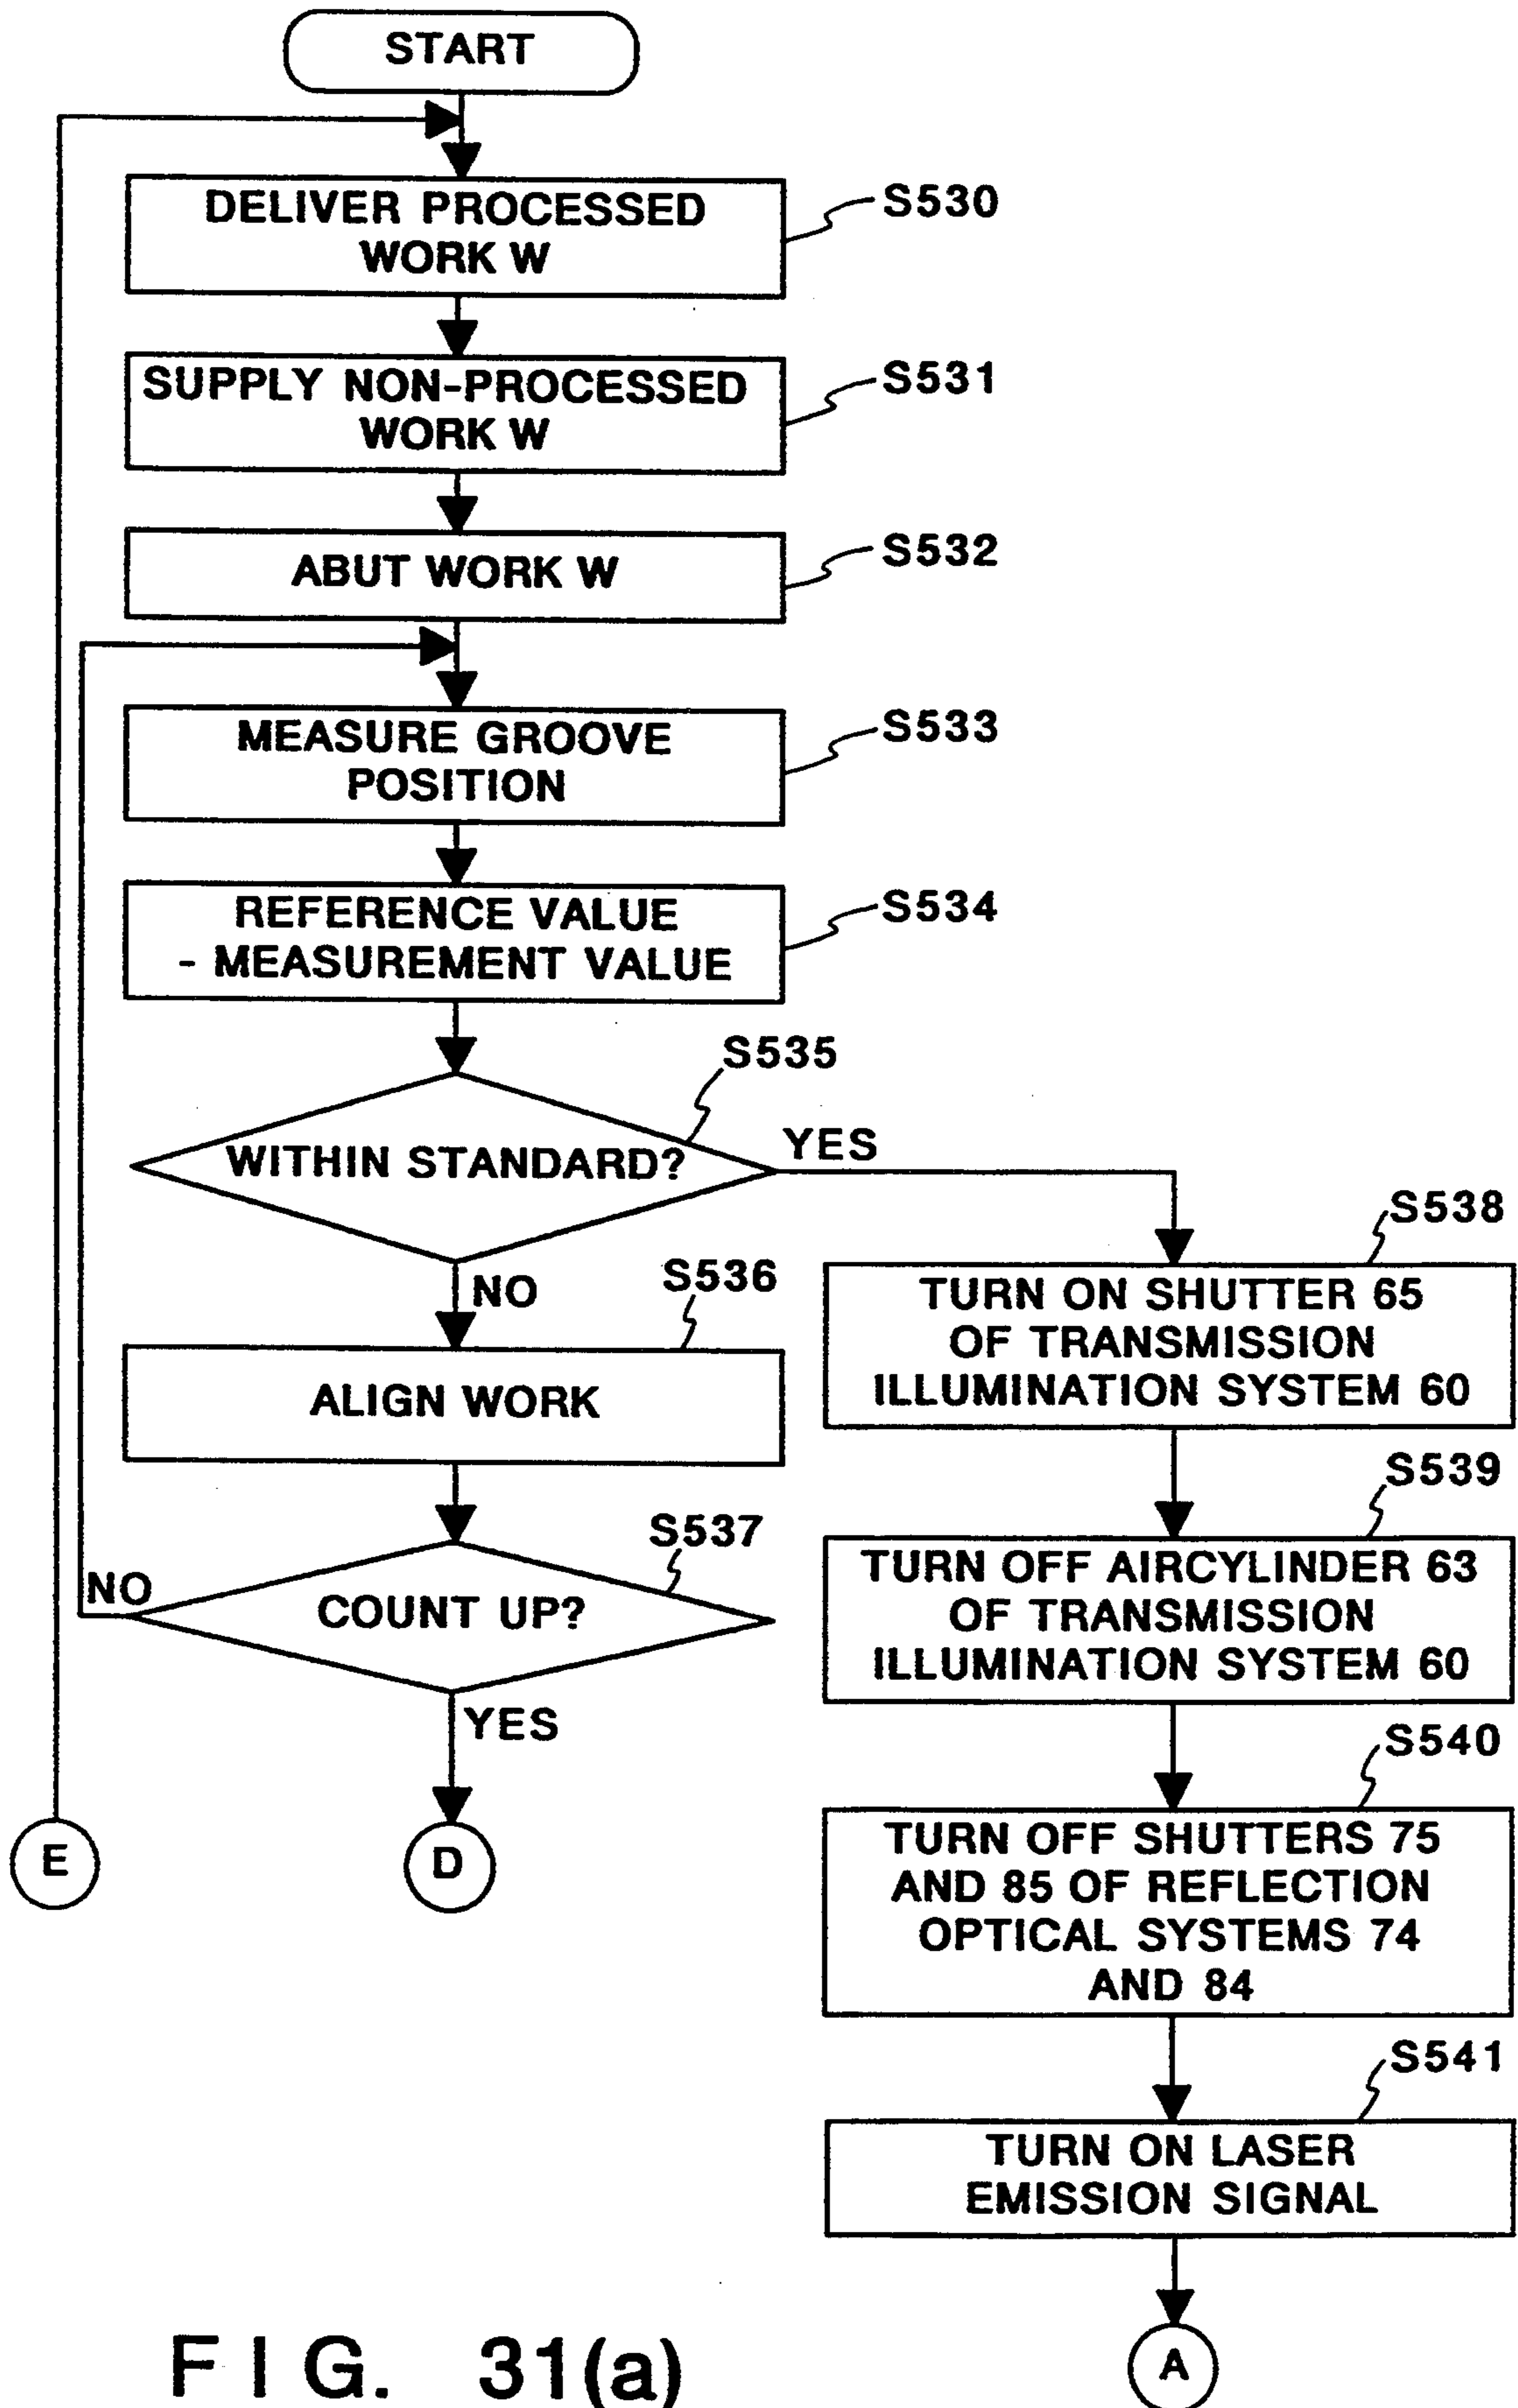 START
DELIVER PROCESSED
WORK W
S530
SUPPLY NON-PROCESSED
WORK W
S531
ABUT WORK W
S532
MEASURE GROOVE
POSITION
S533
REFERENCE VALUE
- MEASUREMENT VALUE
S534
S535
WITHIN STANDARD?
YES
NO
S536
ALIGN WORK
S537
COUNT UP?
NO
YES
E
D
S538
TURN ON SHUTTER 65
OF TRANSMISSION
ILLUMINATION SYSTEM 60
S539
TURN OFF AIRCYLINDER 63
OF TRANSMISSION
ILLUMINATION SYSTEM 60
S540
TURN OFF SHUTTERS 75
AND 85 OF REFLECTION
OPTICAL SYSTEMS 74
AND 84
S541
TURN ON LASER
EMISSION SIGNAL
A
FIG. 31(a)